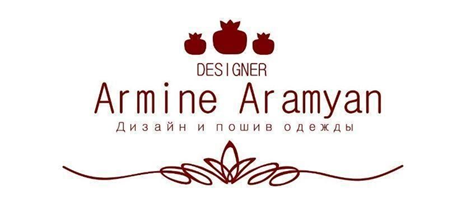 DESIGNER
Armine Aramyan
Дизайн и пошив одежды